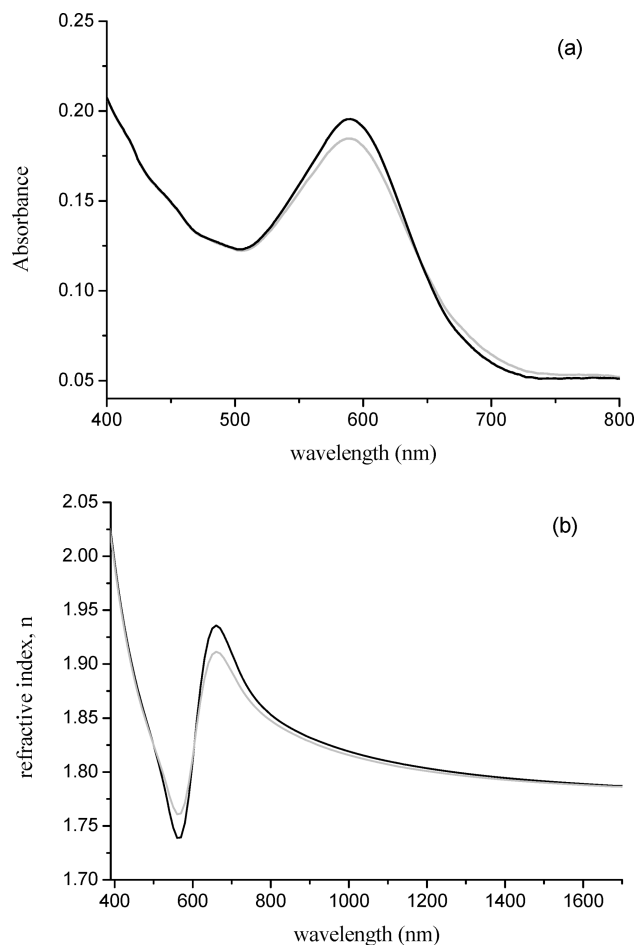 (a)
Absorbance
0.25
0.20
0.15
0.10
0.05
400 500 600 700 800
wavelength (nm)
(b)
refractive index, n
2.05
2.00
1.95
1.90
1.85
1.80
1.75
1.70
400 600 800 1000 1200 1400 1600
wavelength (nm)